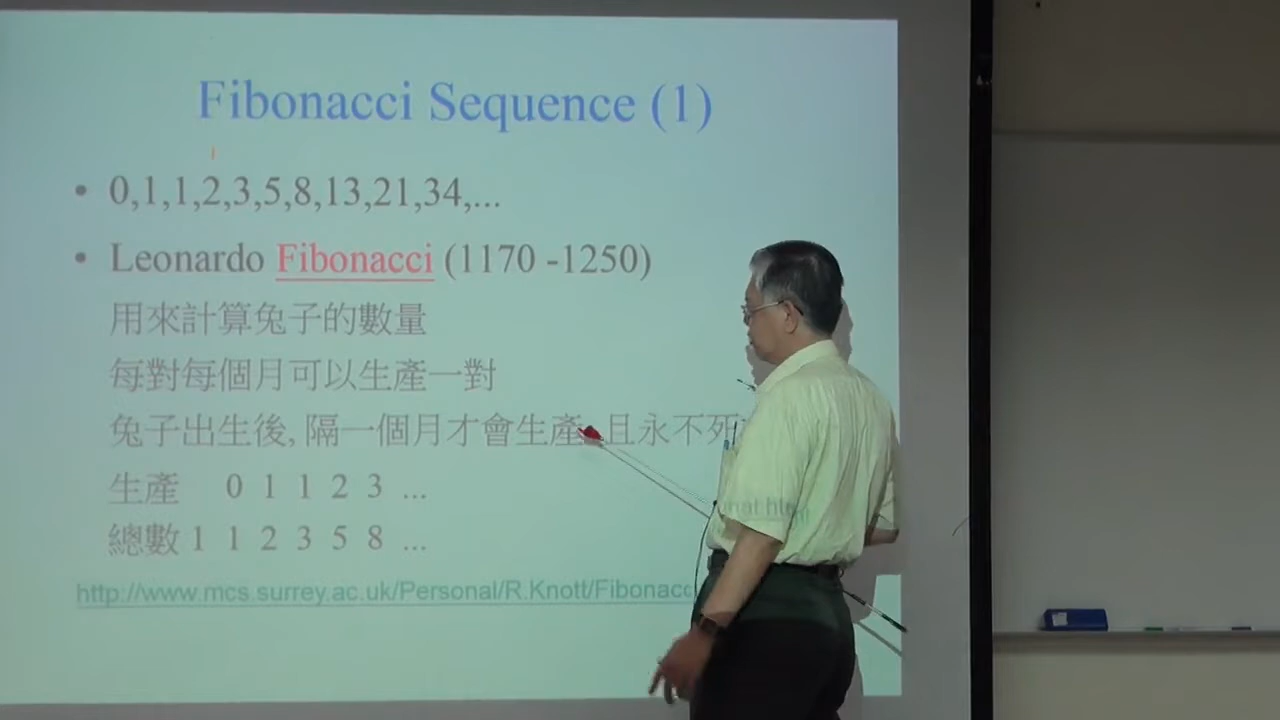 Fibonacci Sequence (1)
• 0,1,1,2,3,5,8,13,21,34,...
• Leonardo Fibonacci (1170 -1250)
用來計算兔子的數量
每對每個月可以生產一對
兔子出生後, 隔一個月才會生產, 且永不死
生產 0 1 1 2 3 ...
總數 1 1 2 3 5 8 ...
http://www.mcs.surrey.ac.uk/Personal/R.Knott/Fibonacc